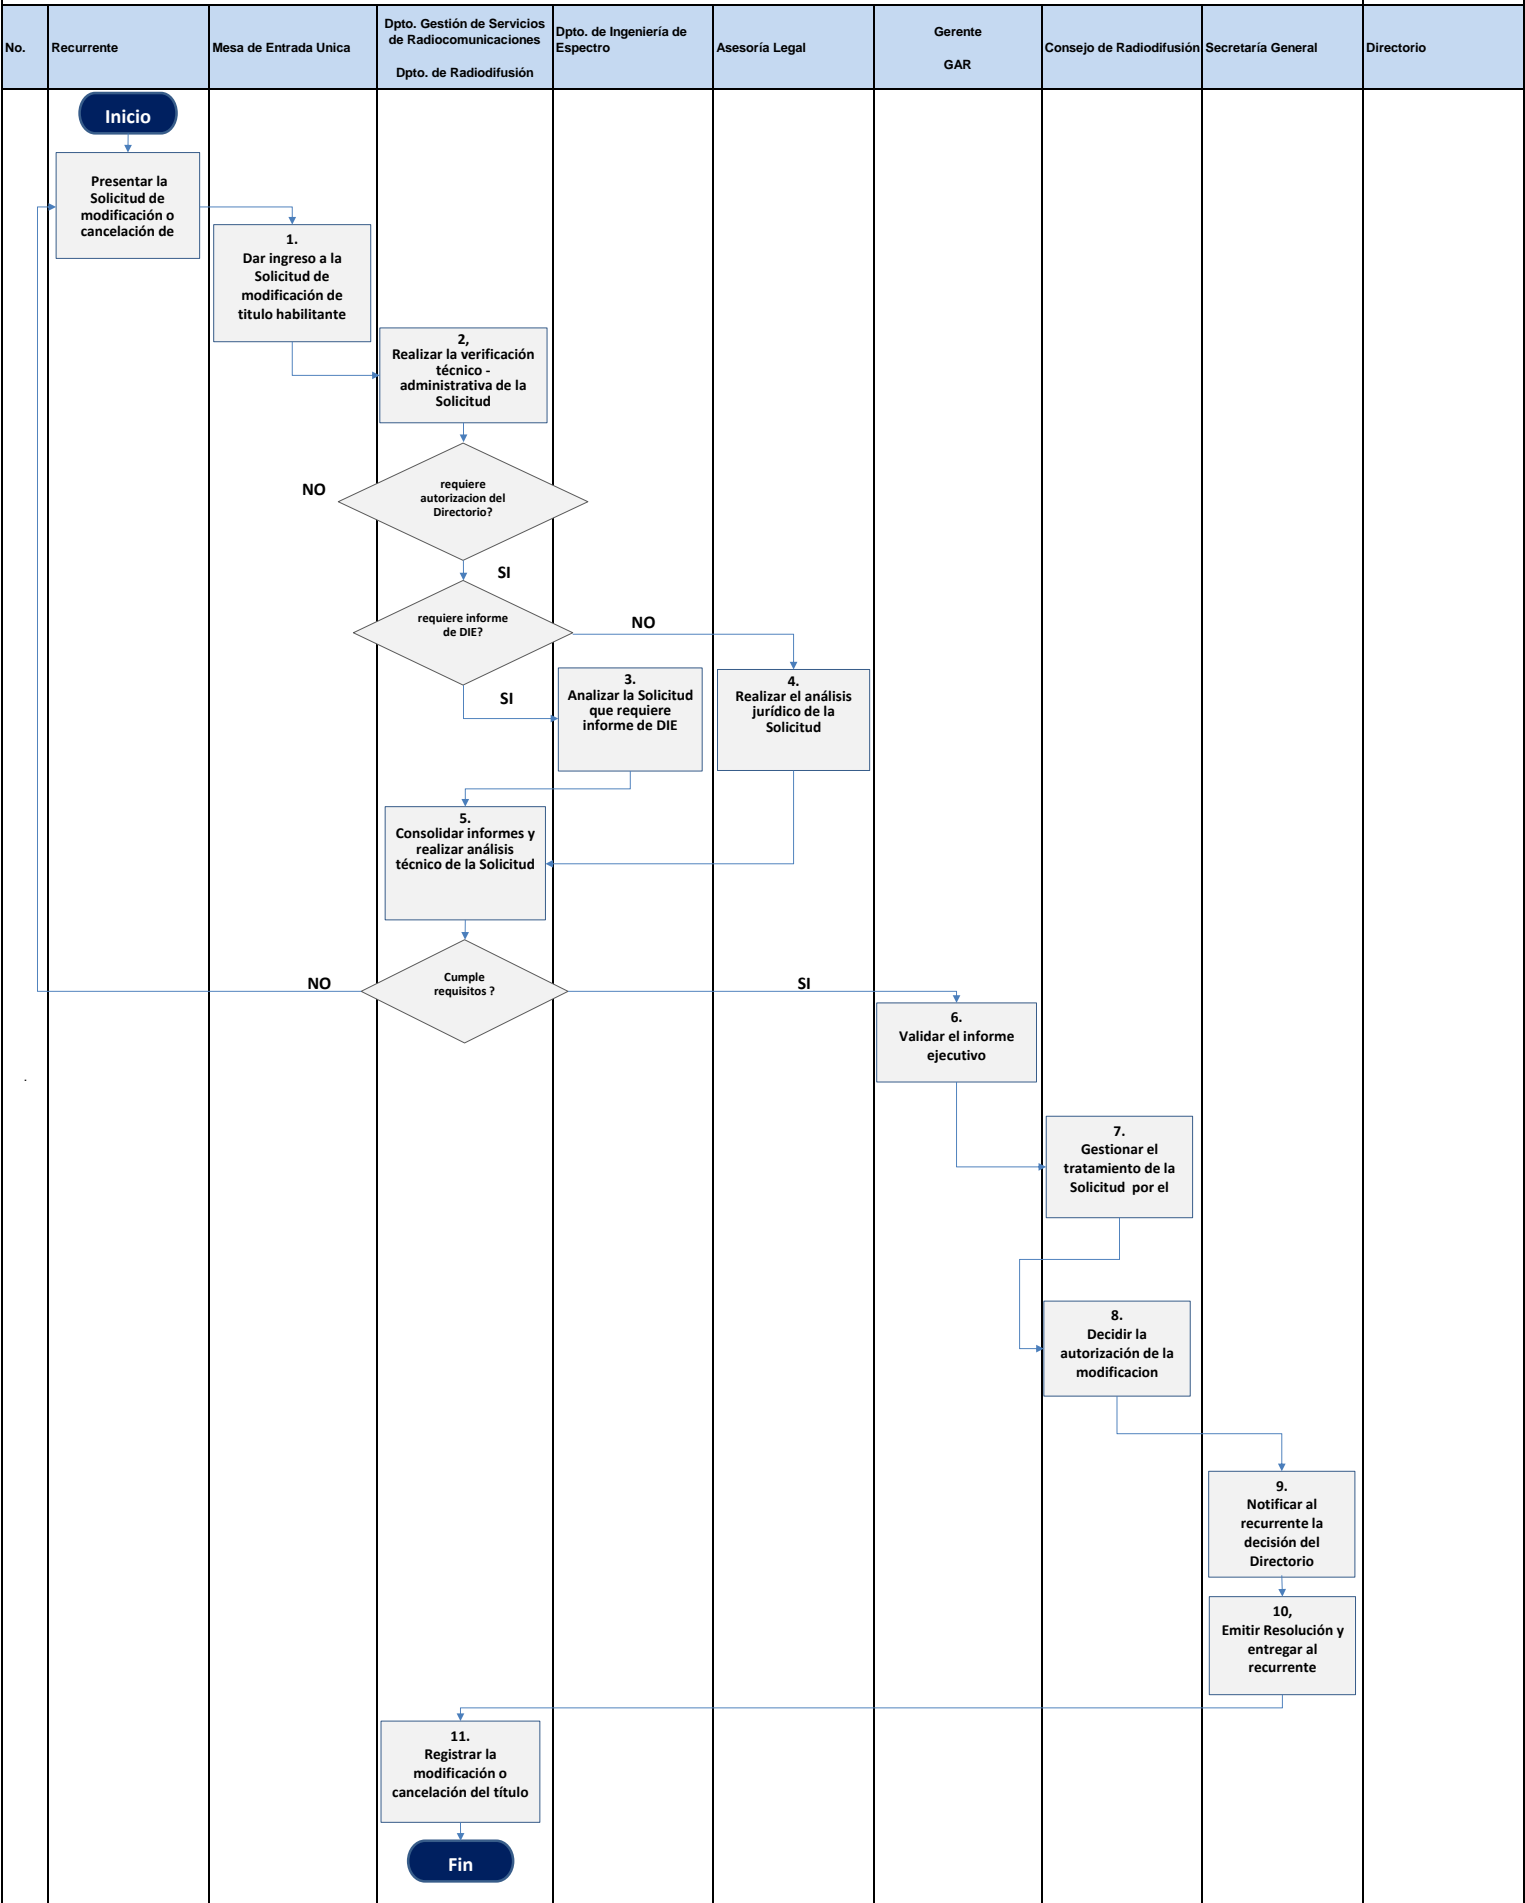 No.
Recurrente
Mesa de Entrada Unica
Dpto. Gestión de Servicios
de Radiocomunicaciones
Dpto. de Radiodifusión
Dpto. de Ingeniería de
Espectro
Asesoría Legal
Gerente
GAR
Consejo de Radiodifusión
Secretaría General
Directorio
Inicio
Presentar la
Solicitud de
modificación o
cancelación de
1.
Dar ingreso a la
Solicitud de
modificación de
titulo habilitante
2,
Realizar la verificación
técnico -
administrativa de la
Solicitud
NO
requiere
autorizacion del
Directorio?
SI
requiere informe
de DIE?
NO
SI
3.
Analizar la Solicitud
que requiere
informe de DIE
4.
Realizar el análisis
jurídico de la
Solicitud
5.
Consolidar informes y
realizar análisis
técnico de la Solicitud
NO
Cumple
requisitos ?
SI
6.
Validar el informe
ejecutivo
.
7.
Gestionar el
tratamiento de la
Solicitud  por el
8.
Decidir la
autorización de la
modificacion
9.
Notificar al
recurrente la
decisión del
Directorio
10,
Emitir Resolución y
entregar al
recurrente
11.
Registrar la
modificación o
cancelación del título
Fin